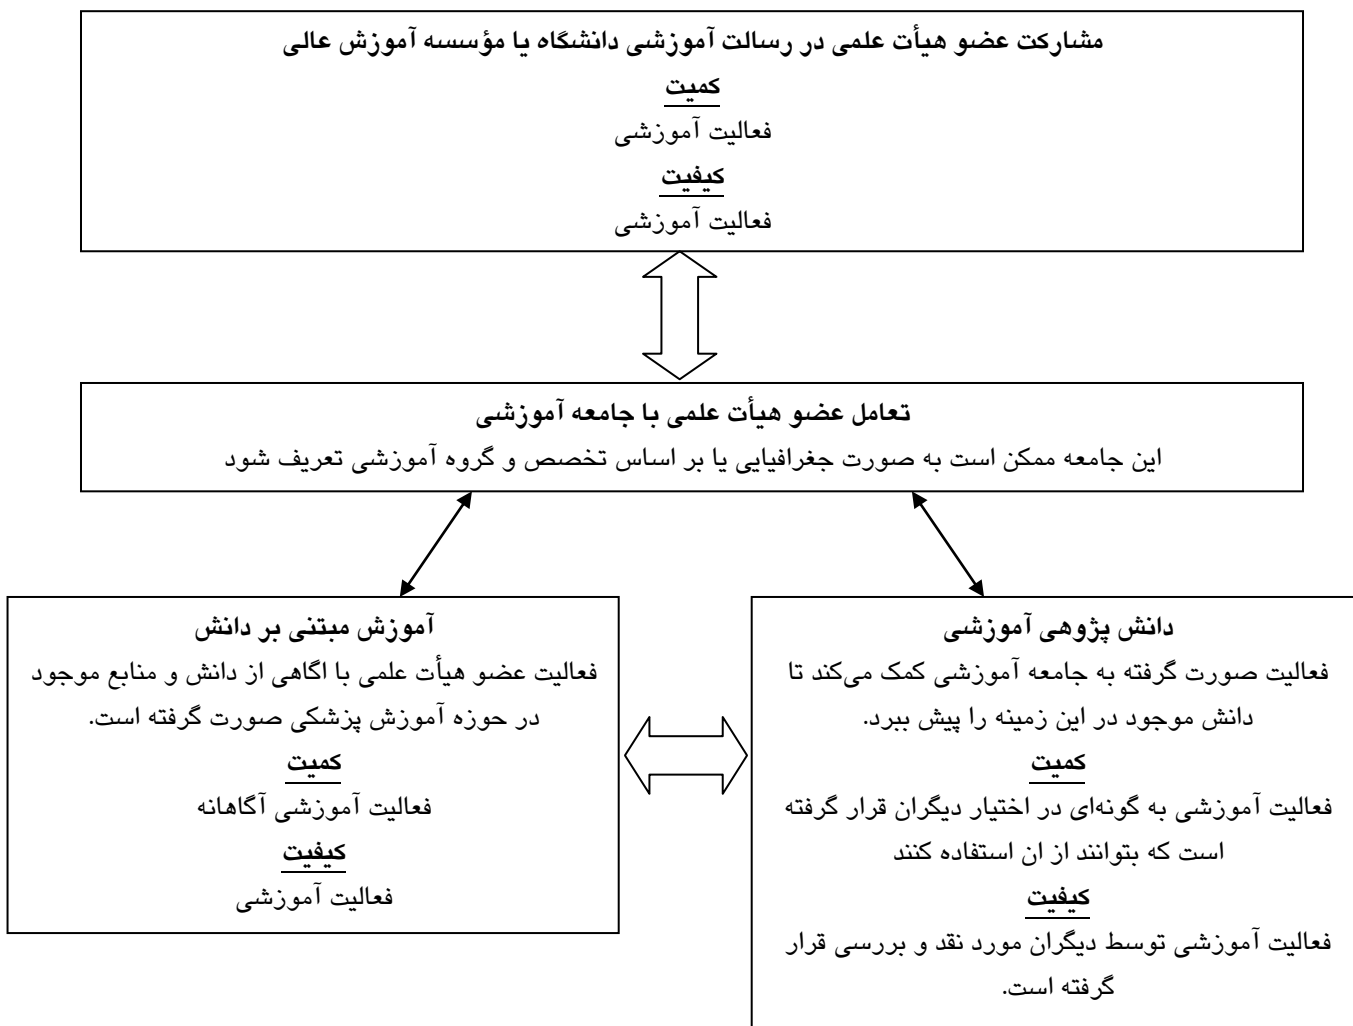 مشارکت عضو هیأت علمی در رسالت آموزشی دانشگاه یا مؤسسه آموزش عالی
کمیت
فعالیت آموزشی
کیفیت
فعالیت آموزشی
تعامل عضو هیأت علمی با جامعه آموزشی
این جامعه ممکن است به صورت جغرافیایی یا بر اساس تخصص و گروه آموزشی تعریف شود
دانش پژوهی آموزشی
فعالیت صورت گرفته به جامعه آموزشی کمک می‌کند تا
دانش موجود در این زمینه را پیش ببرد.
کمیت
فعالیت آموزشی به گونه‌ای در اختیار دیگران قرار گرفته
است که بتوانند از ان استفاده کنند
کیفیت
فعالیت آموزشی توسط دیگران مورد نقد و بررسی قرار
گرفته است.
آموزش مبتنی بر دانش
فعالیت عضو هیأت علمی با اگاهی از دانش و منابع موجود
در حوزه آموزش پزشکی صورت گرفته است.
کمیت
فعالیت آموزشی آگاهانه
کیفیت
فعالیت آموزشی